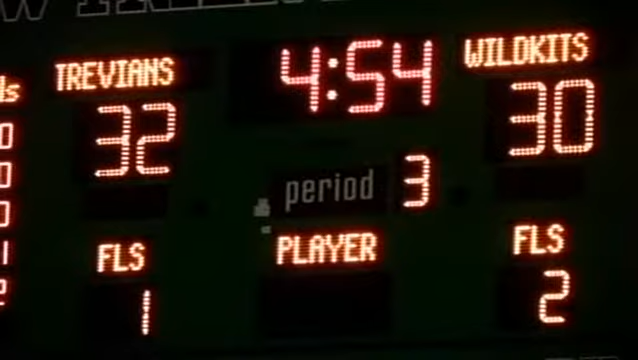 TREVIANS 4:54 WILDKITS
32 30
period 3
FLS PLAYER FLS
1 2